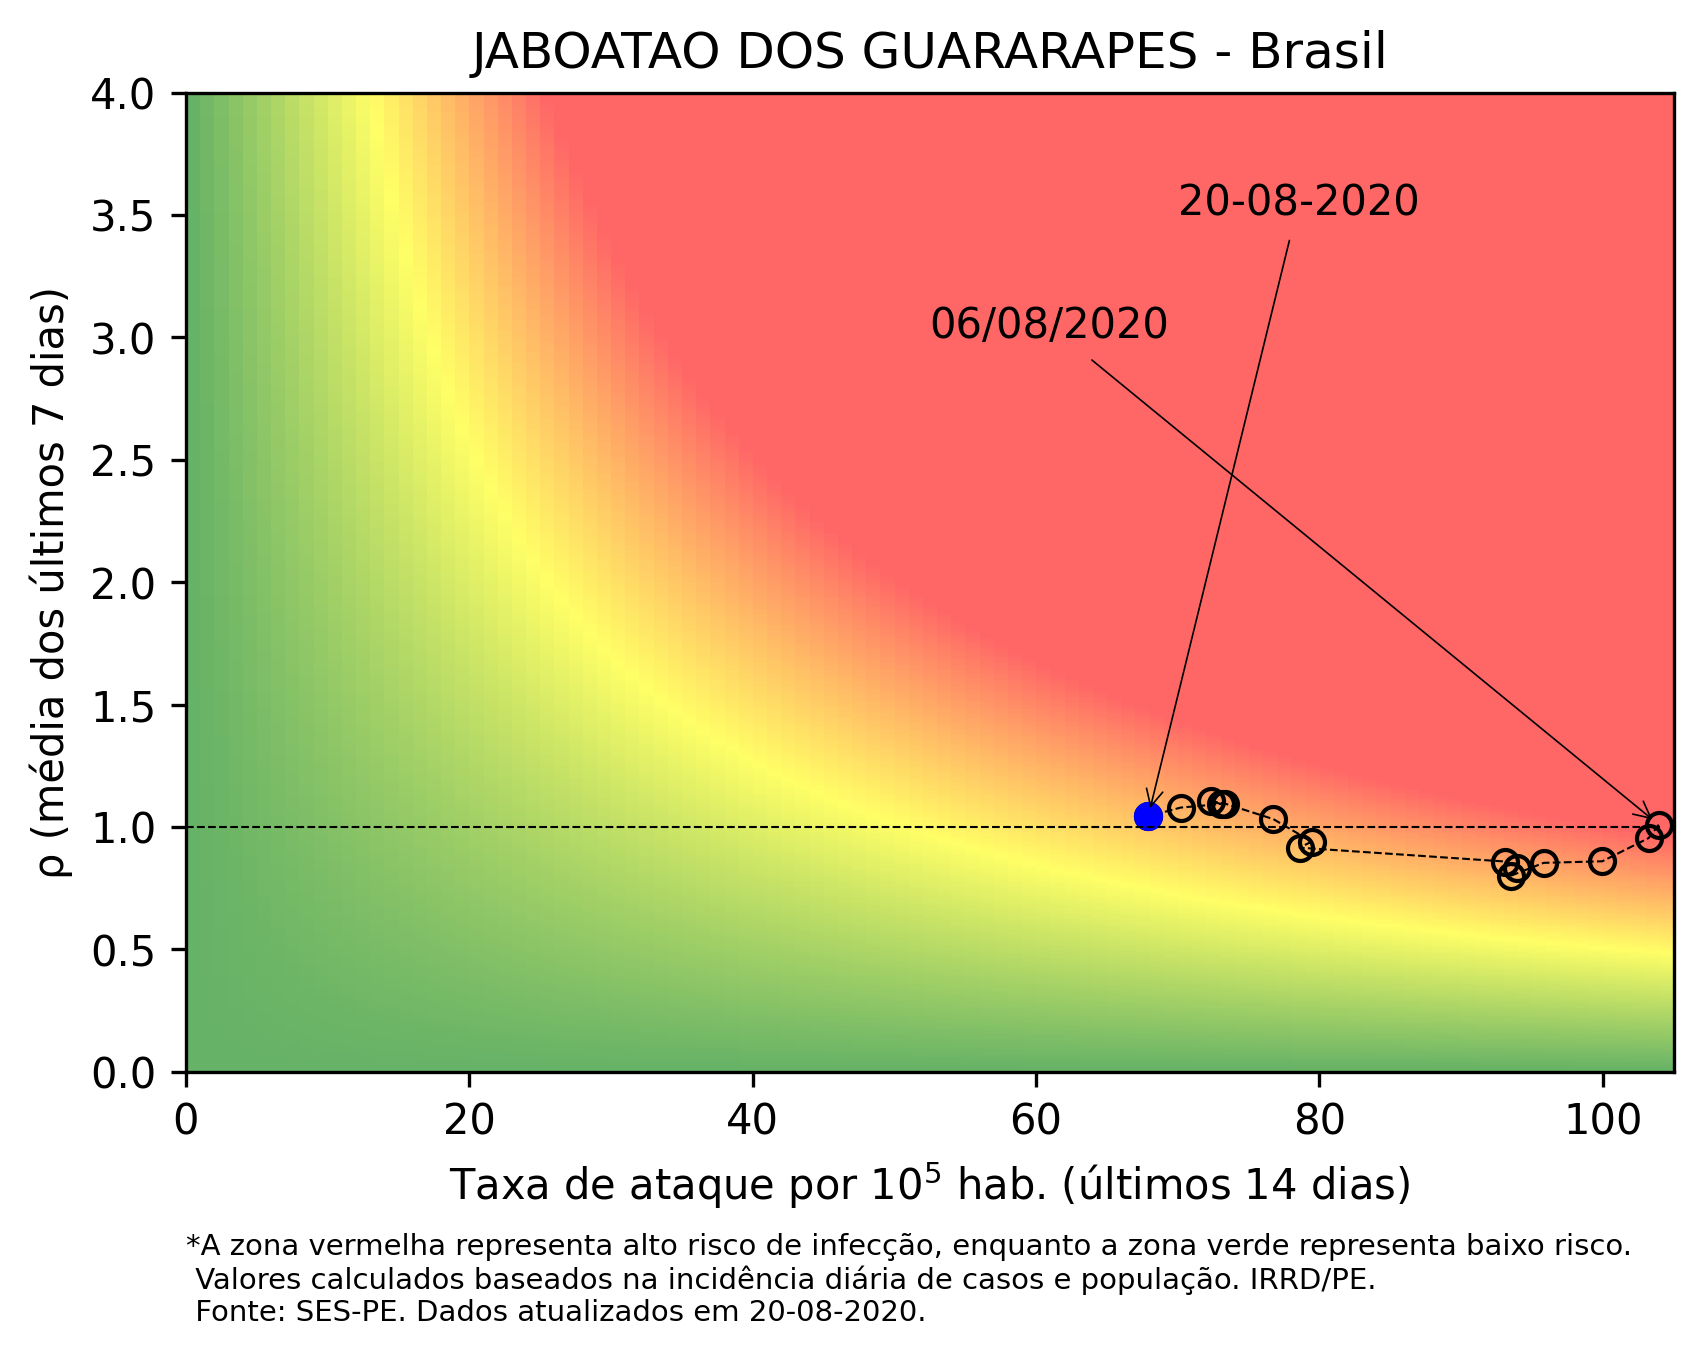 JABOATAO DOS GUARARAPES - Brasil
4.0
3.5
3.0
2.5
2.0
1.5
1.0
0.5
0.0
ρ (média dos últimos 7 dias)
20-08-2020
06/08/2020
0 20 40 60 80 100
Taxa de ataque por 10⁵ hab. (últimos 14 dias)
*A zona vermelha representa alto risco de infecção, enquanto a zona verde representa baixo risco.
Valores calculados baseados na incidência diária de casos e população. IRRD/PE.
Fonte: SES-PE. Dados atualizados em 20-08-2020.